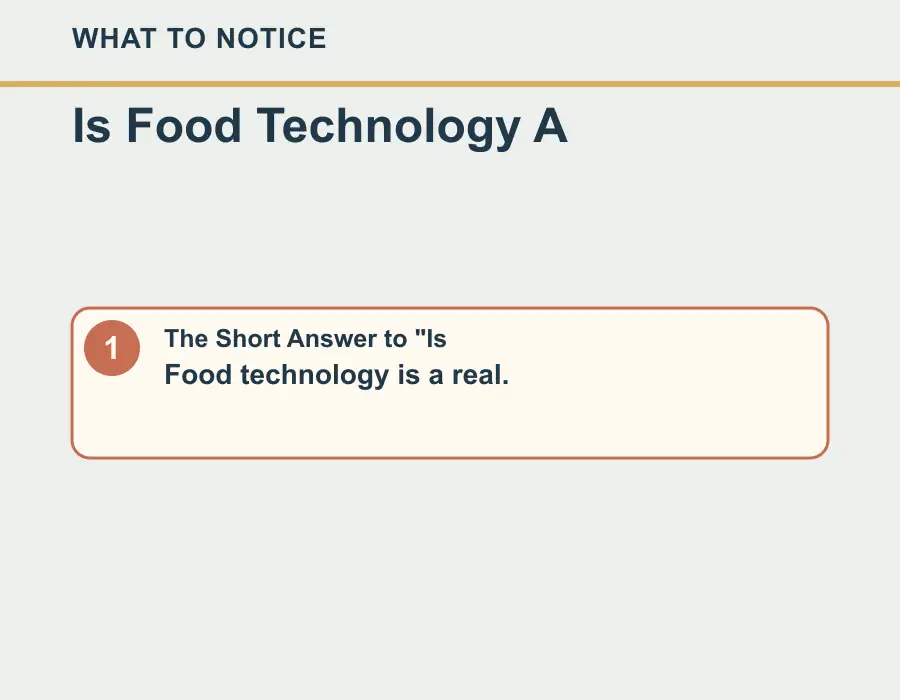 WHAT TO NOTICE
Is Food Technology A
1
The Short Answer to "Is
Food technology is a real.